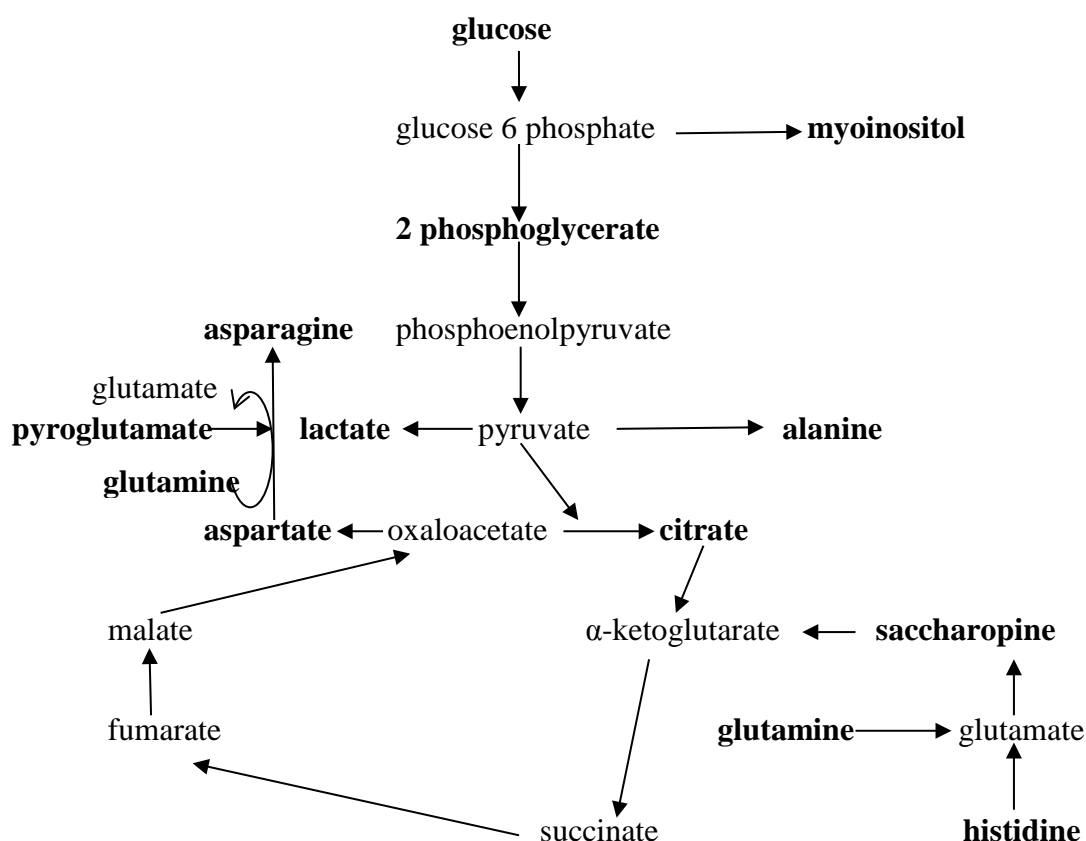 glucose
glucose 6 phosphate
myoinositol
2 phosphoglycerate
asparagine
phosphoenolpyruvate
glutamate
pyroglutamate
lactate
pyruvate
alanine
glutamine
aspartate
oxaloacetate
citrate
malate
α-ketoglutarate
saccharopine
fumarate
glutamine
glutamate
succinate
histidine